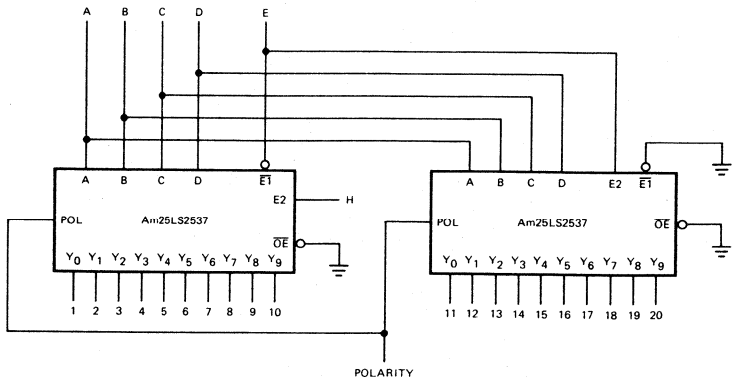 A B C D E
A B C D E1
E2 H
POL Am25LS2537
OE
Y0 Y1 Y2 Y3 Y4 Y5 Y6 Y7 Y8 Y9
1 2 3 4 5 6 7 8 9 10
A B C D E2 E1
POL Am25LS2537 OE
Y0 Y1 Y2 Y3 Y4 Y5 Y6 Y7 Y8 Y9
11 12 13 14 15 16 17 18 19 20
POLARITY